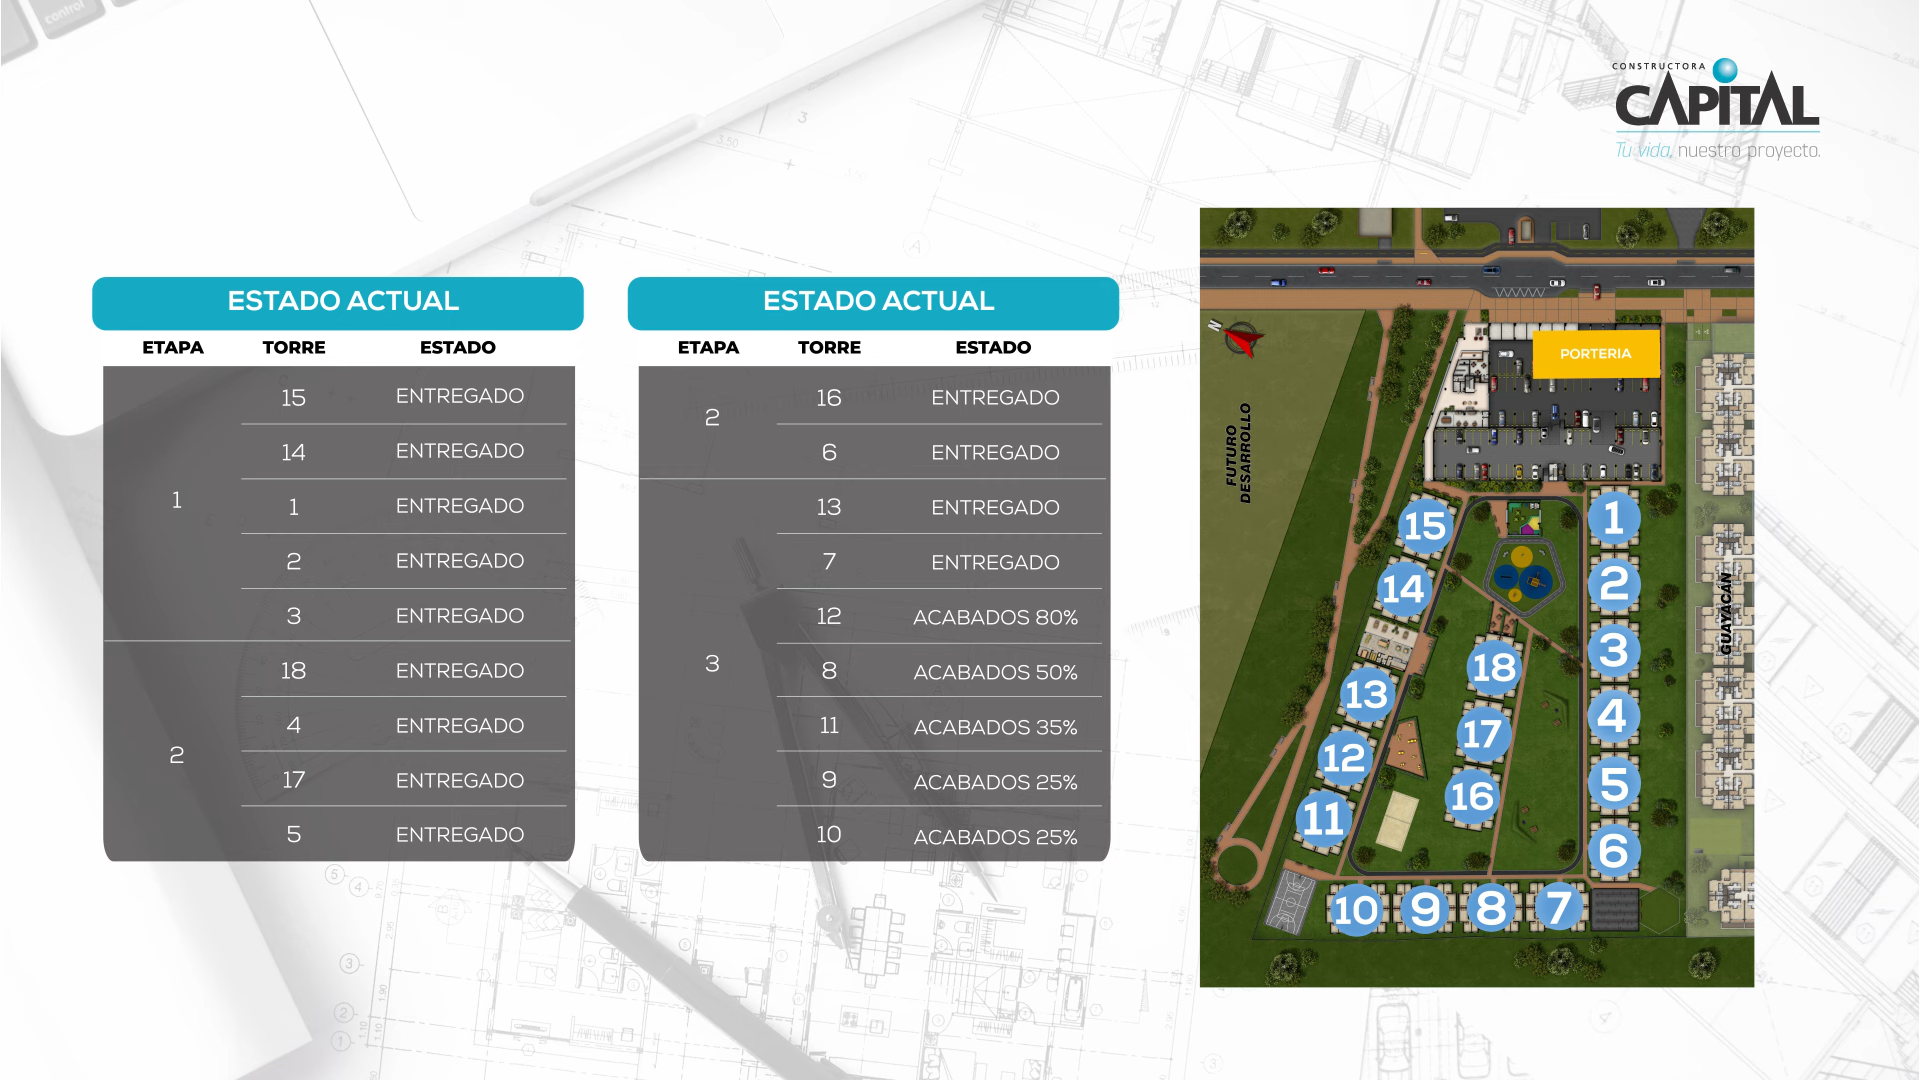 CONSTRUCTORA
CAPITAL
Tu vida, nuestro proyecto.
ESTADO ACTUAL
ETAPA TORRE ESTADO
1
15 ENTREGADO
14 ENTREGADO
1 ENTREGADO
2 ENTREGADO
3 ENTREGADO
2
18 ENTREGADO
4 ENTREGADO
17 ENTREGADO
5 ENTREGADO
ESTADO ACTUAL
ETAPA TORRE ESTADO
2
16 ENTREGADO
6 ENTREGADO
3
13 ENTREGADO
7 ENTREGADO
12 ACABADOS 80%
8 ACABADOS 50%
11 ACABADOS 35%
9 ACABADOS 25%
10 ACABADOS 25%
N
PORTERIA
FUTURO
DESARROLLO
GUAYACÁN
15
1
14
2
3
18
13
4
17
12
5
16
11
6
10
9
8
7